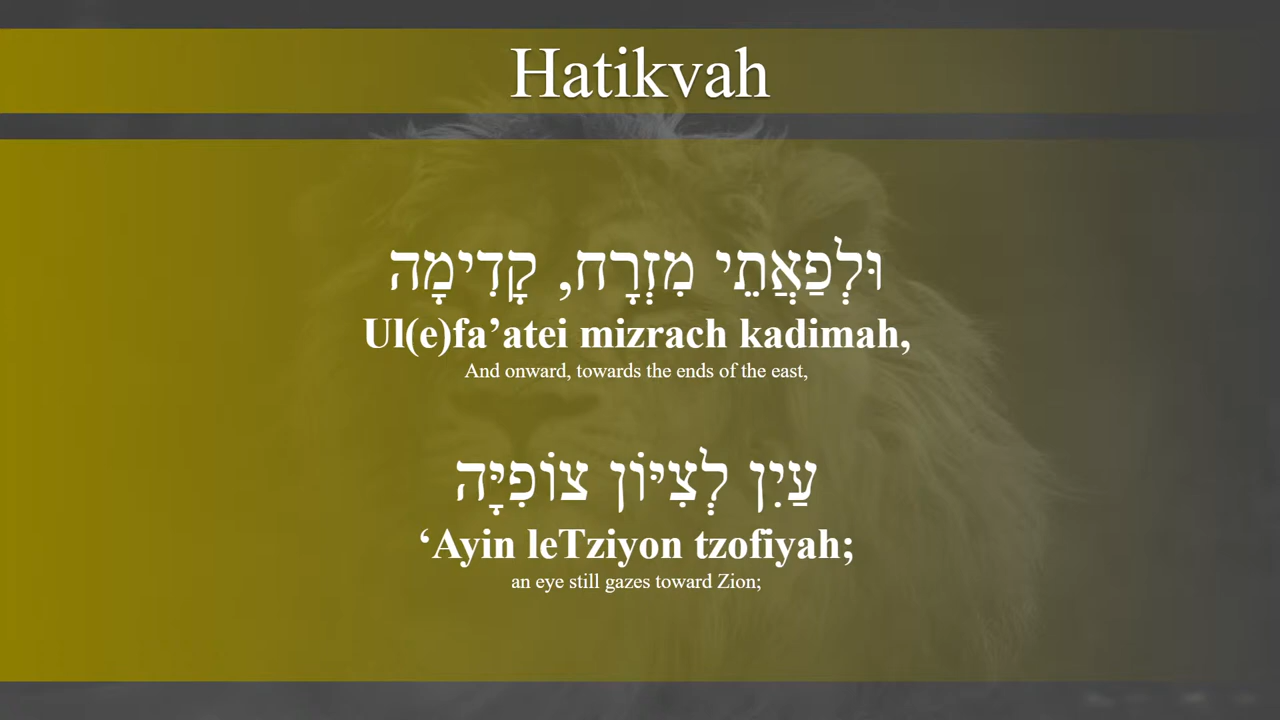 Hatikvah
וּלְפַאֲתֵי מִזְרָח, קָדִימָה
Ul(e)fa’atei mizrach kadimah,
And onward, towards the ends of the east,
עַיִן לְצִיּוֹן צוֹפִיָּה
‘Ayin leTziyon tzofiyah;
an eye still gazes toward Zion;